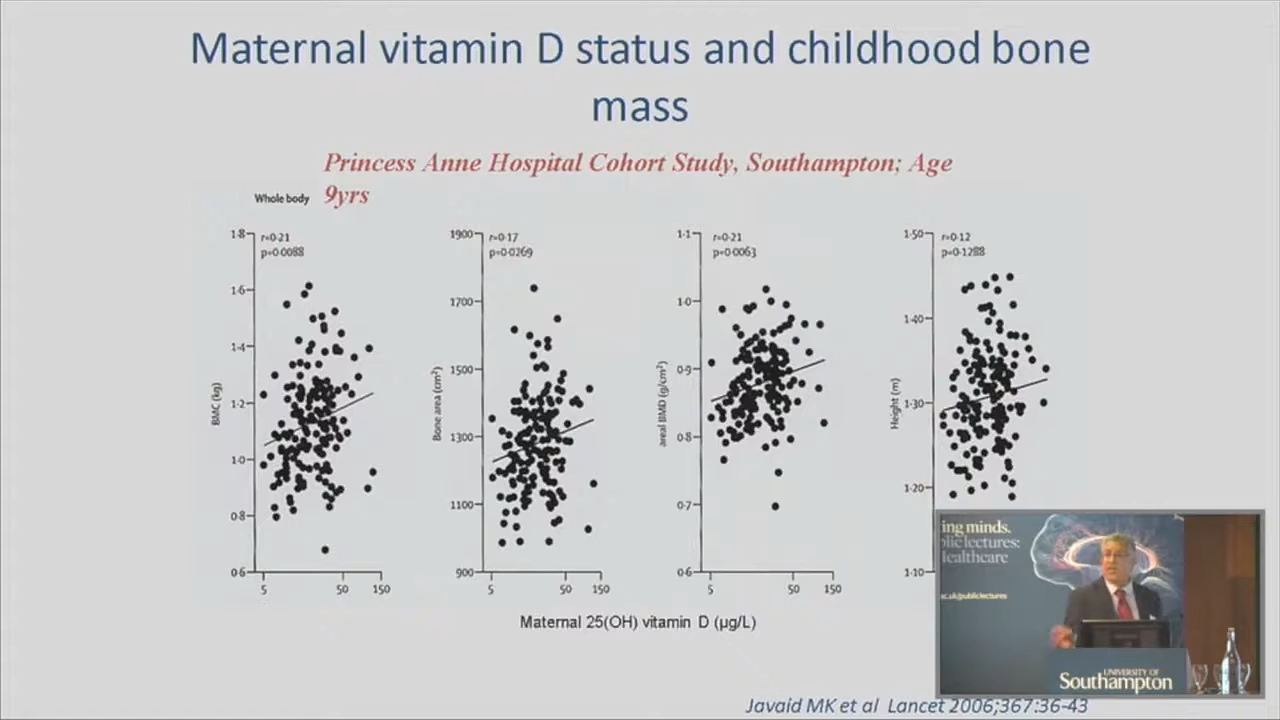 Maternal vitamin D status and childhood bone
mass
Princess Anne Hospital Cohort Study, Southampton; Age
9yrs
Whole body
1·8
1·6
1·4
1·2
1·0
0·8
0·6
BMC (kg)
r=0·21
p=0·0088
5 50 150
1900
1700
1500
1300
1100
900
Bone area (cm²)
r=0·17
p=0·0269
5 50 150
1·1
1·0
0·9
0·8
0·7
0·6
areal BMD (g/cm²)
r=0·21
p=0·0063
5 50 150
1·50
1·40
1·30
1·20
1·10
Height (m)
r=0·12
p=0·1288
Maternal 25(OH) vitamin D (µg/L)
ing minds.
blic lectures:
Healthcare
ac.uk/publiclectures
UNIVERSITY OF
Southampton
Javaid MK et al Lancet 2006;367:36-43